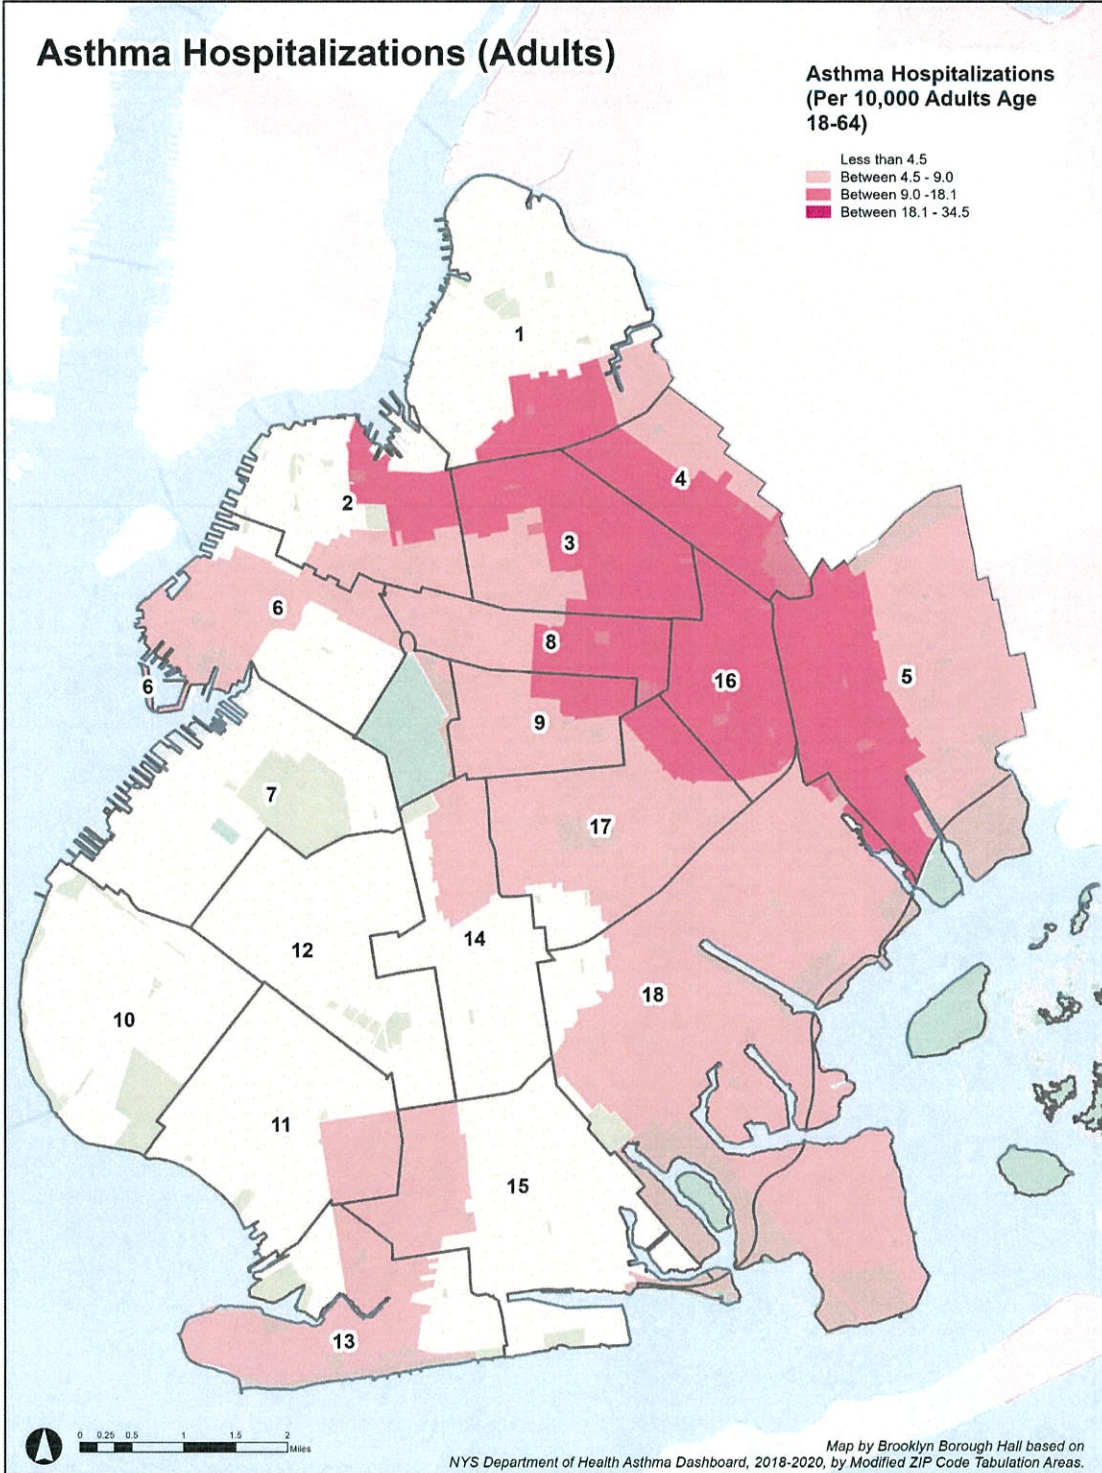 Asthma Hospitalizations (Adults)
Asthma Hospitalizations
(Per 10,000 Adults Age
18-64)
Less than 4.5
Between 4.5 - 9.0
Between 9.0 -18.1
Between 18.1 - 34.5
1
4
2
3
6
8
16
5
6
9
7
17
14
12
18
10
11
15
13
0 0.25 0.5 1 1.5 2
Miles
Map by Brooklyn Borough Hall based on
NYS Department of Health Asthma Dashboard, 2018-2020, by Modified ZIP Code Tabulation Areas.